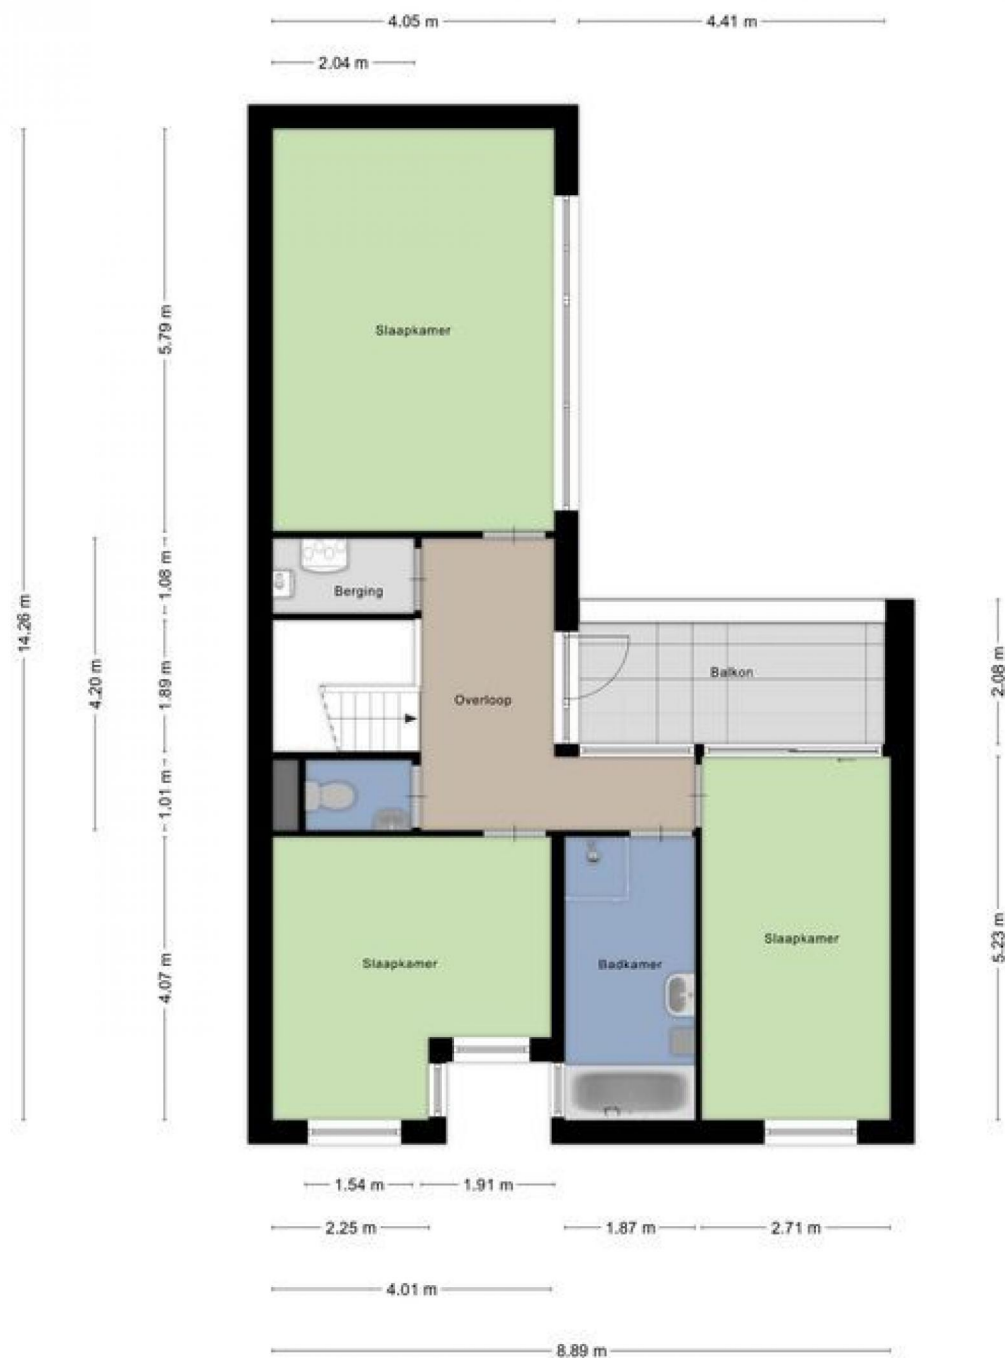 4.05 m
4.41 m
2.04 m
Slaapkamer
5.79 m
1.08 m
Berging
14.26 m
4.20 m
1.89 m
Overloop
Balkon
2.08 m
1.01 m
Slaapkamer
Badkamer
Slaapkamer
5.23 m
4.07 m
1.54 m
1.91 m
2.25 m
1.87 m
2.71 m
4.01 m
8.89 m